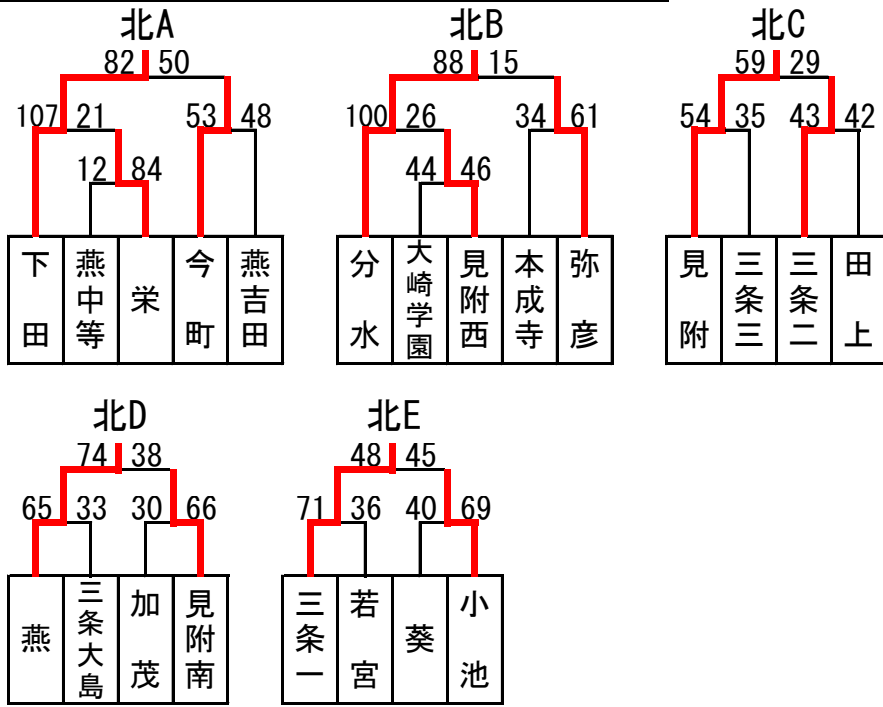 北A 北B 北C
82 50 88 15 59 29
107 21 53 48 100 26 34 61 54 35 43 42
12 84 44 46
下田 燕中等 栄 今町 燕吉田 分水 大崎学園 見附西 本成寺 弥彦 見附 三条三 三条二 田上
北D 北E
74 38 48 45
65 33 30 66 71 36 40 69
燕 三条大島 加茂 見附南 三条一 若宮 葵 小池